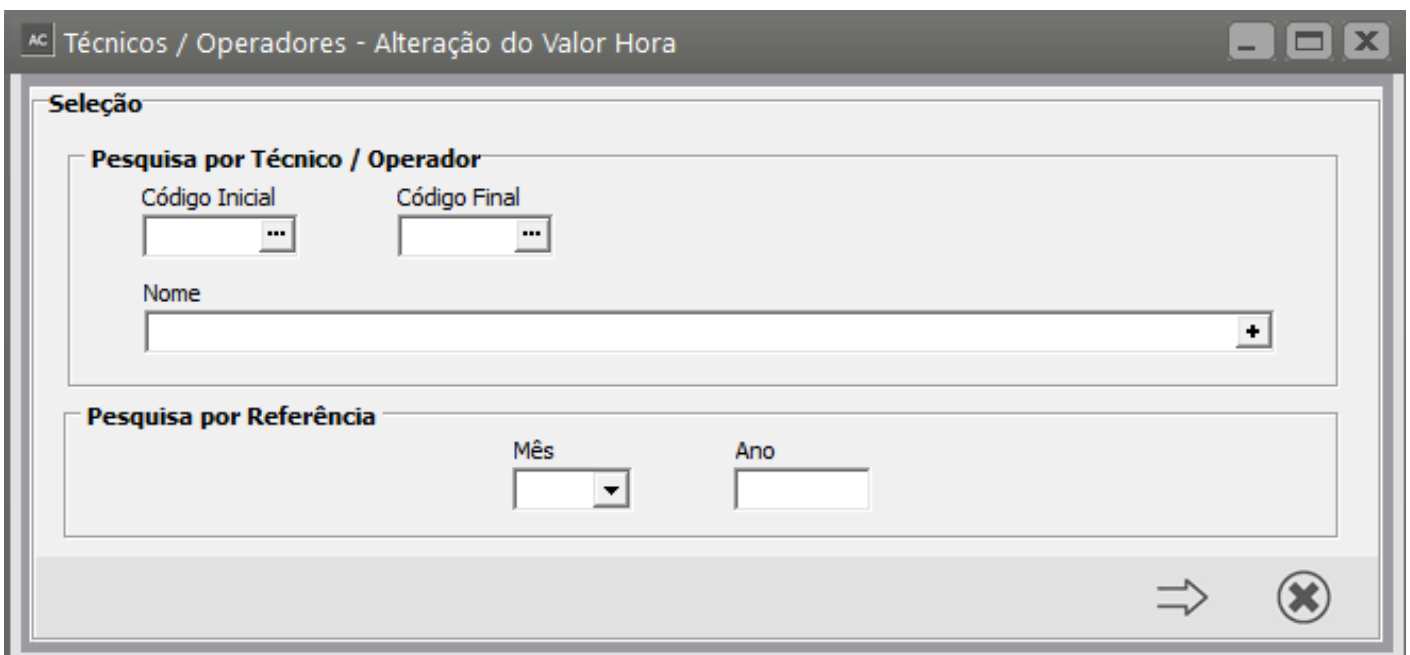 AC Técnicos / Operadores - Alteração do Valor Hora
Seleção
Pesquisa por Técnico / Operador
Código Inicial Código Final
... ...
Nome
+
Pesquisa por Referência
Mês Ano